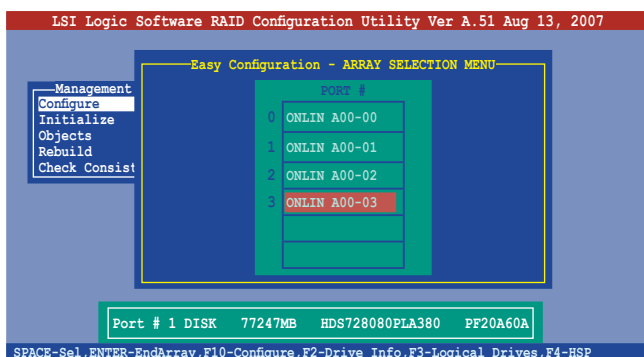 LSI Logic Software RAID Configuration Utility Ver A.51 Aug 13, 2007
Easy Configuration - ARRAY SELECTION MENU
Management
Configure
Initialize
Objects
Rebuild
Check Consist
PORT #
0 ONLIN A00-00
1 ONLIN A00-01
2 ONLIN A00-02
3 ONLIN A00-03
Port # 1 DISK 77247MB HDS728080PLA380 PF20A60A
SPACE-Sel,ENTER-EndArray,F10-Configure,F2-Drive Info,F3-Logical Drives,F4-HSP